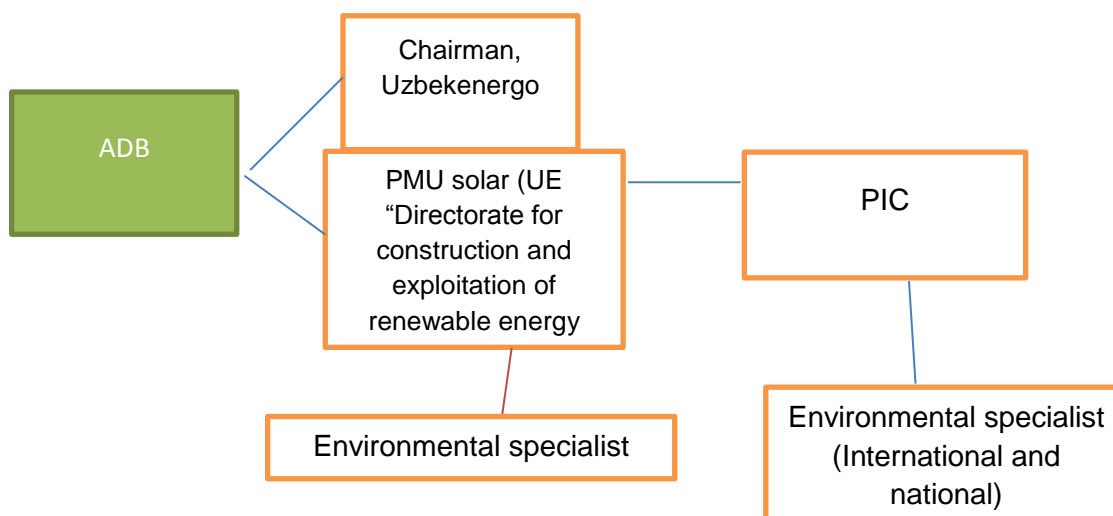 ADB
Chairman,
Uzbekenergo
PMU solar (UE
“Directorate for
construction and
exploitation of
renewable energy
PIC
Environmental specialist
Environmental specialist
(International and
national)